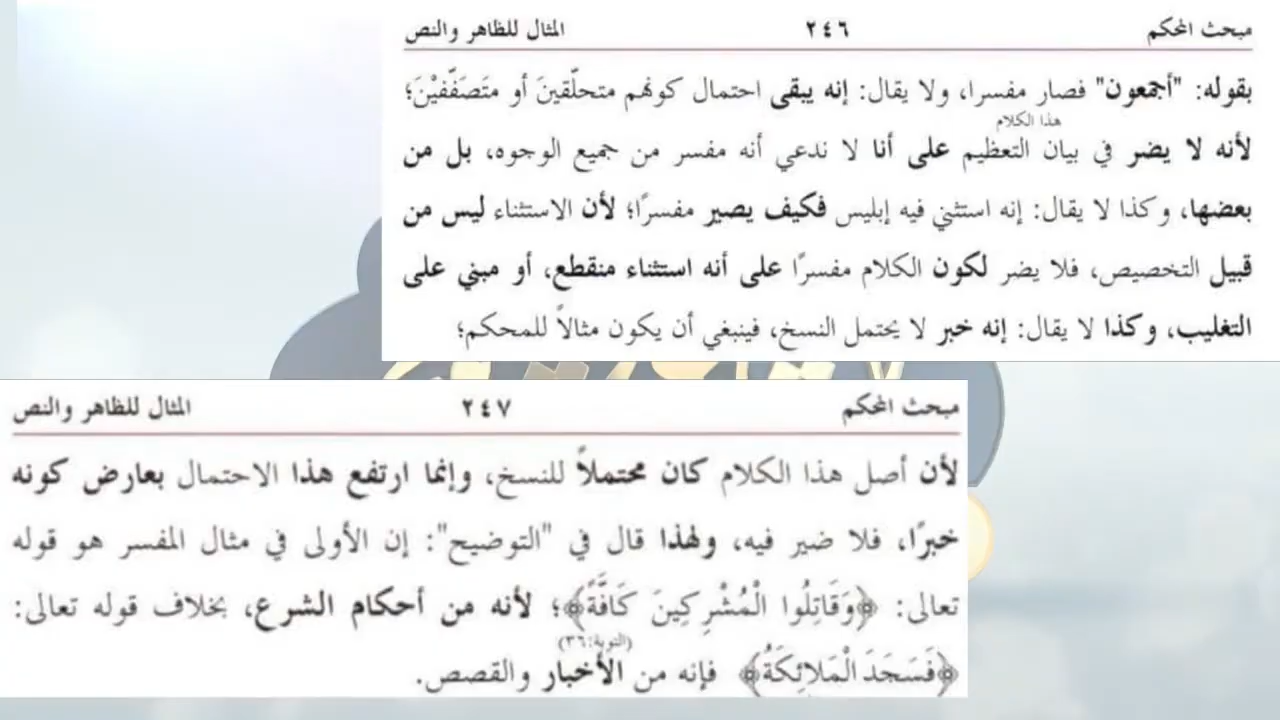 مبحث المحكم ٢٤٦ المثال للظاهر والنص
بقوله: "أجمعون" فصار مفسرا، ولا يقال: إنه يبقى احتمال كونهم متحلّقينَ أو متَصَفّفيْنَ؛
هذا الكلام
لأنه لا يضر في بيان التعظيم على أنا لا ندعي أنه مفسر من جميع الوجوه، بل من
بعضها، وكذا لا يقال: إنه استثني فيه إبليس فكيف يصير مفسرًا؛ لأن الاستثناء ليس من
قبيل التخصيص، فلا يضر لكون الكلام مفسرًا على أنه استثناء منقطع، أو مبني على
التغليب، وكذا لا يقال: إنه خبر لا يحتمل النسخ، فينبغي أن يكون مثالاً للمحكم؛
مبحث المحكم ٢٤٧ المثال للظاهر والنص
لأن أصل هذا الكلام كان محتملاً للنسخ، وإنما ارتفع هذا الاحتمال بعارض كونه
خبرًا، فلا ضير فيه، ولهذا قال في "التوضيح": إن الأولى في مثال المفسر هو قوله
تعالى: ﴿وَقَاتِلُوا الْمُشْرِكِينَ كَافَّةً﴾؛ لأنه من أحكام الشرع، بخلاف قوله تعالى:
(التوبة:٣٦)
﴿فَسَجَدَ الْمَلائِكَةُ﴾ فإنه من الأخبار والقصص.